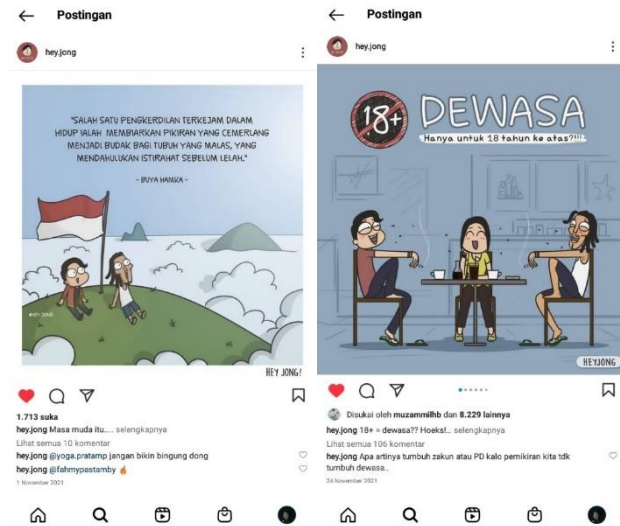 Postingan
hey.jong
"SALAH SATU PENGKERDILAN TERKEJAM DALAM
HIDUP IALAH MEMBIARKAN PIKIRAN YANG CEMERLANG
MENJADI BUDAK BAGI TUBUH YANG MALAS, YANG
MENDAHULUKAN ISTIRAHAT SEBELUM LELAH."
- BUYA HAMKA -
HEY JONG!
1.713 suka
hey.jong Masa muda itu..... selengkapnya
Lihat semua 10 komentar
hey.jong @yoga.pratamp jangan bikin bingung dong
hey.jong @fahmypastamby 🔥
1 November 2021
Postingan
hey.jong
18+ DEWASA
Hanya untuk 18 tahun ke atas?!!!
HEYJONG
Disukai oleh muzammilhb dan 8.229 lainnya
hey.jong 18+ = dewasa?? Hoeks!.. selengkapnya
Lihat semua 106 komentar
hey.jong Apa artinya tumbuh zakun atau PD kalo pemikiran kita tdk
tumbuh dewasa..
24 November 2021